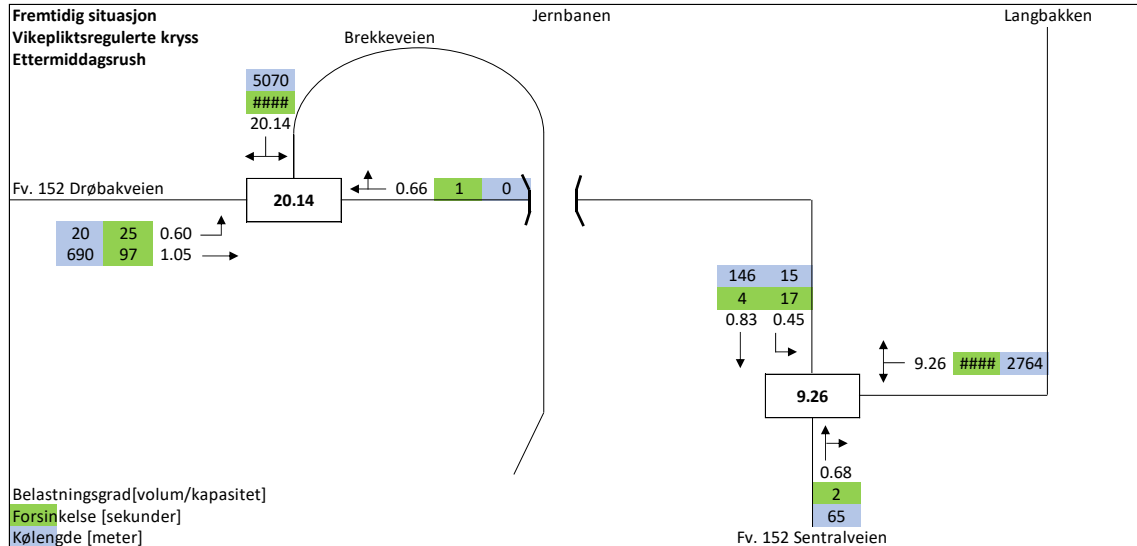 Fremtidig situasjon
Vikepliktsregulerte kryss
Ettermiddagsrush
Jernbanen
Langbakken
Brekkeveien
5070
####
20.14
Fv. 152 Drøbakveien
20.14
0.66 1 0
20 25 0.60
690 97 1.05
146 15
4 17
0.83 0.45
9.26 #### 2764
9.26
0.68
2
65
Fv. 152 Sentralveien
Belastningsgrad[volum/kapasitet]
Forsinkelse [sekunder]
Kølengde [meter]